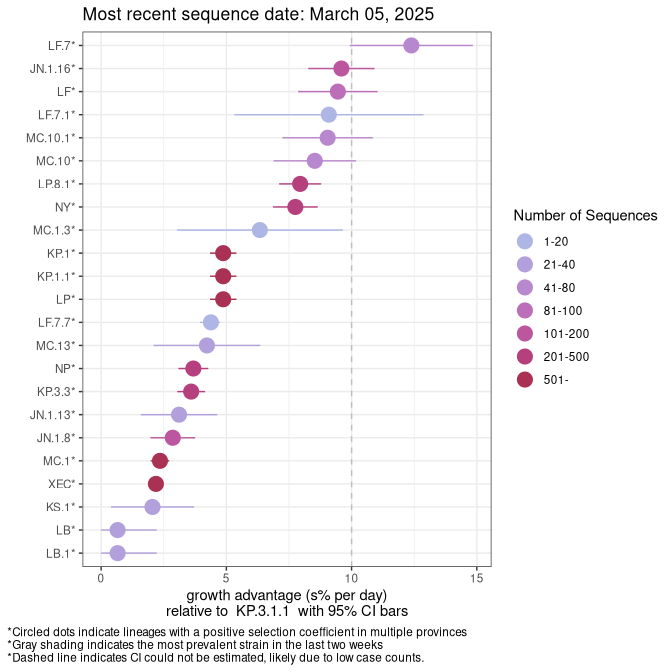 Most recent sequence date: March 05, 2025
LF.7*
JN.1.16*
LF*
LF.7.1*
MC.10.1*
MC.10*
LP.8.1*
NY*
MC.1.3*
KP.1*
KP.1.1*
LP*
LF.7.7*
MC.13*
NP*
KP.3.3*
JN.1.13*
JN.1.8*
MC.1*
XEC*
KS.1*
LB*
LB.1*
0 5 10 15
growth advantage (s% per day)
relative to KP.3.1.1 with 95% CI bars
Number of Sequences
1-20
21-40
41-80
81-100
101-200
201-500
501-
*Circled dots indicate lineages with a positive selection coefficient in multiple provinces
*Gray shading indicates the most prevalent strain in the last two weeks
*Dashed line indicates CI could not be estimated, likely due to low case counts.